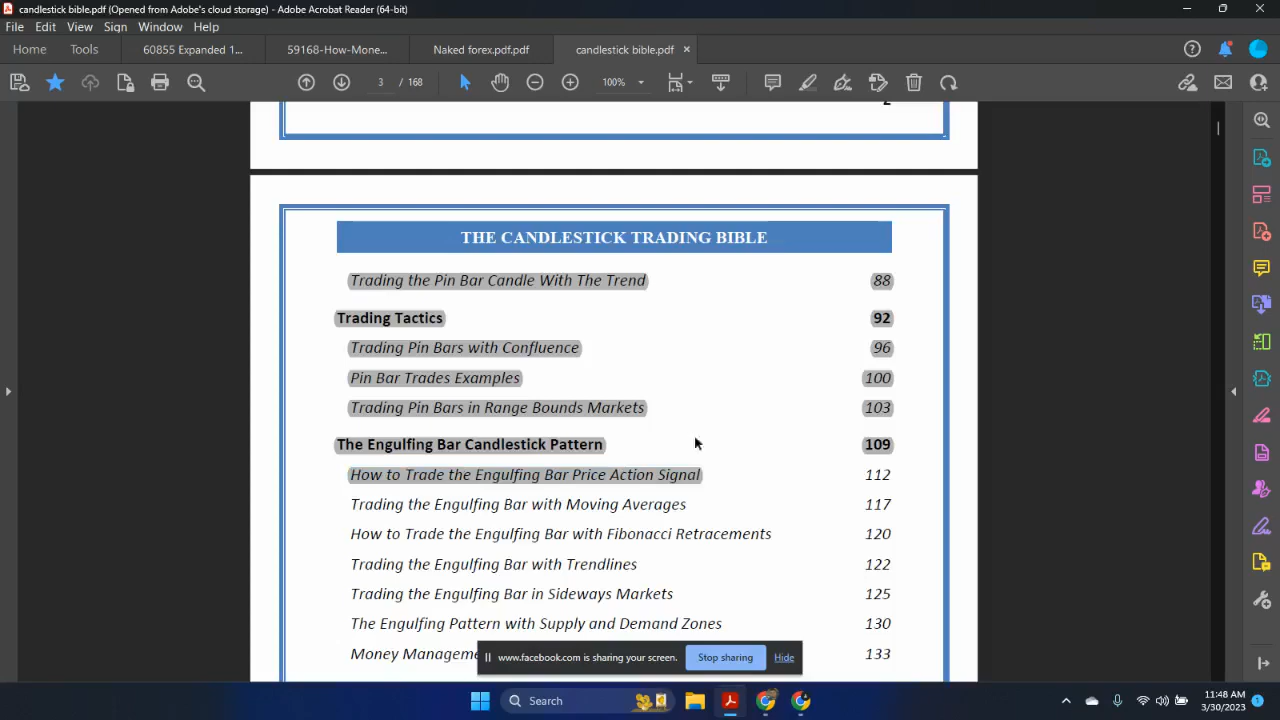 candlestick bible.pdf (Opened from Adobe's cloud storage) - Adobe Acrobat Reader (64-bit)
File Edit View Sign Window Help
Home Tools 60855 Expanded 1... 59168-How-Mone... Naked forex.pdf.pdf candlestick bible.pdf ×
3 / 168 100%
2
THE CANDLESTICK TRADING BIBLE
Trading the Pin Bar Candle With The Trend 88
Trading Tactics 92
Trading Pin Bars with Confluence 96
Pin Bar Trades Examples 100
Trading Pin Bars in Range Bounds Markets 103
The Engulfing Bar Candlestick Pattern 109
How to Trade the Engulfing Bar Price Action Signal 112
Trading the Engulfing Bar with Moving Averages 117
How to Trade the Engulfing Bar with Fibonacci Retracements 120
Trading the Engulfing Bar with Trendlines 122
Trading the Engulfing Bar in Sideways Markets 125
The Engulfing Pattern with Supply and Demand Zones 130
Money Manageme 133
www.facebook.com is sharing your screen. Stop sharing Hide
Search
11:48 AM
3/30/2023